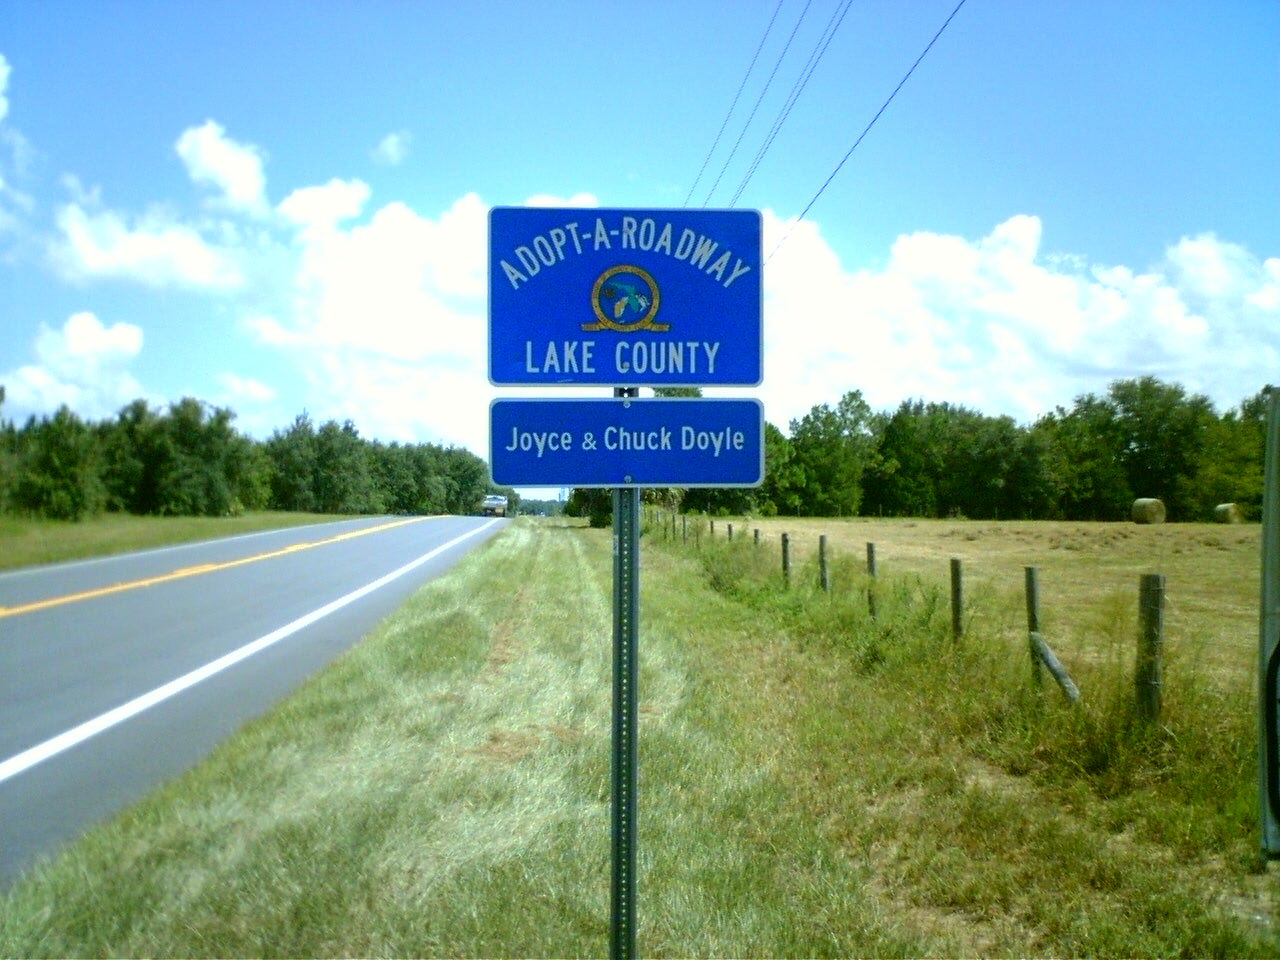 ADOPT-A-ROADWAY
LAKE COUNTY
Joyce & Chuck Doyle